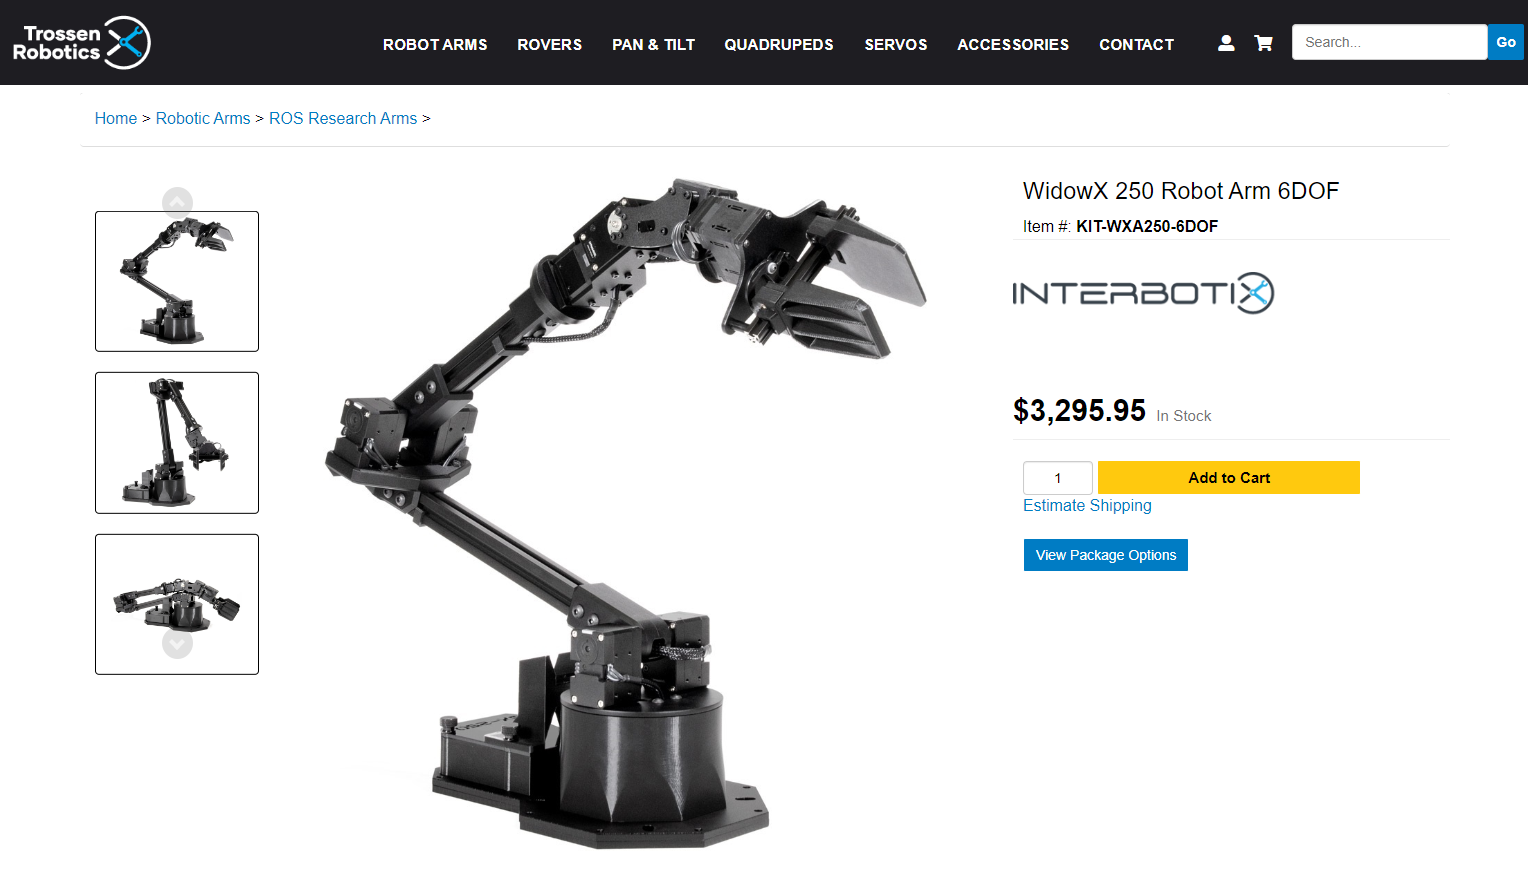 Trossen
Robotics
ROBOT ARMS
ROVERS
PAN & TILT
QUADRUPEDS
SERVOS
ACCESSORIES
CONTACT
Search...
Go
Home > Robotic Arms > ROS Research Arms >
WidowX 250 Robot Arm 6DOF
Item #: KIT-WXA250-6DOF
INTERBOTIX
$3,295.95 In Stock
1
Add to Cart
Estimate Shipping
View Package Options